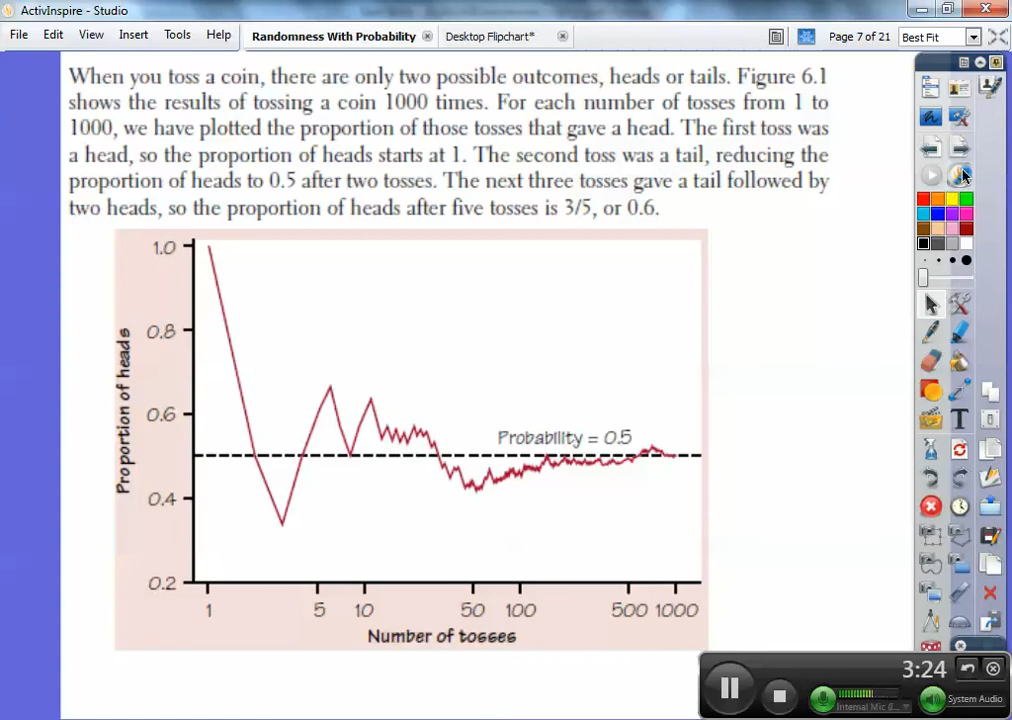 ActivInspire - Studio
File Edit View Insert Tools Help Randomness With Probability Desktop Flipchart* Page 7 of 21 Best Fit
When you toss a coin, there are only two possible outcomes, heads or tails. Figure 6.1
shows the results of tossing a coin 1000 times. For each number of tosses from 1 to
1000, we have plotted the proportion of those tosses that gave a head. The first toss was
a head, so the proportion of heads starts at 1. The second toss was a tail, reducing the
proportion of heads to 0.5 after two tosses. The next three tosses gave a tail followed by
two heads, so the proportion of heads after five tosses is 3/5, or 0.6.
1.0
0.8
0.6
0.4
0.2
Proportion of heads
Probability = 0.5
1 5 10 50 100 500 1000
Number of tosses
3:24
Internal Mic (I...
System Audio